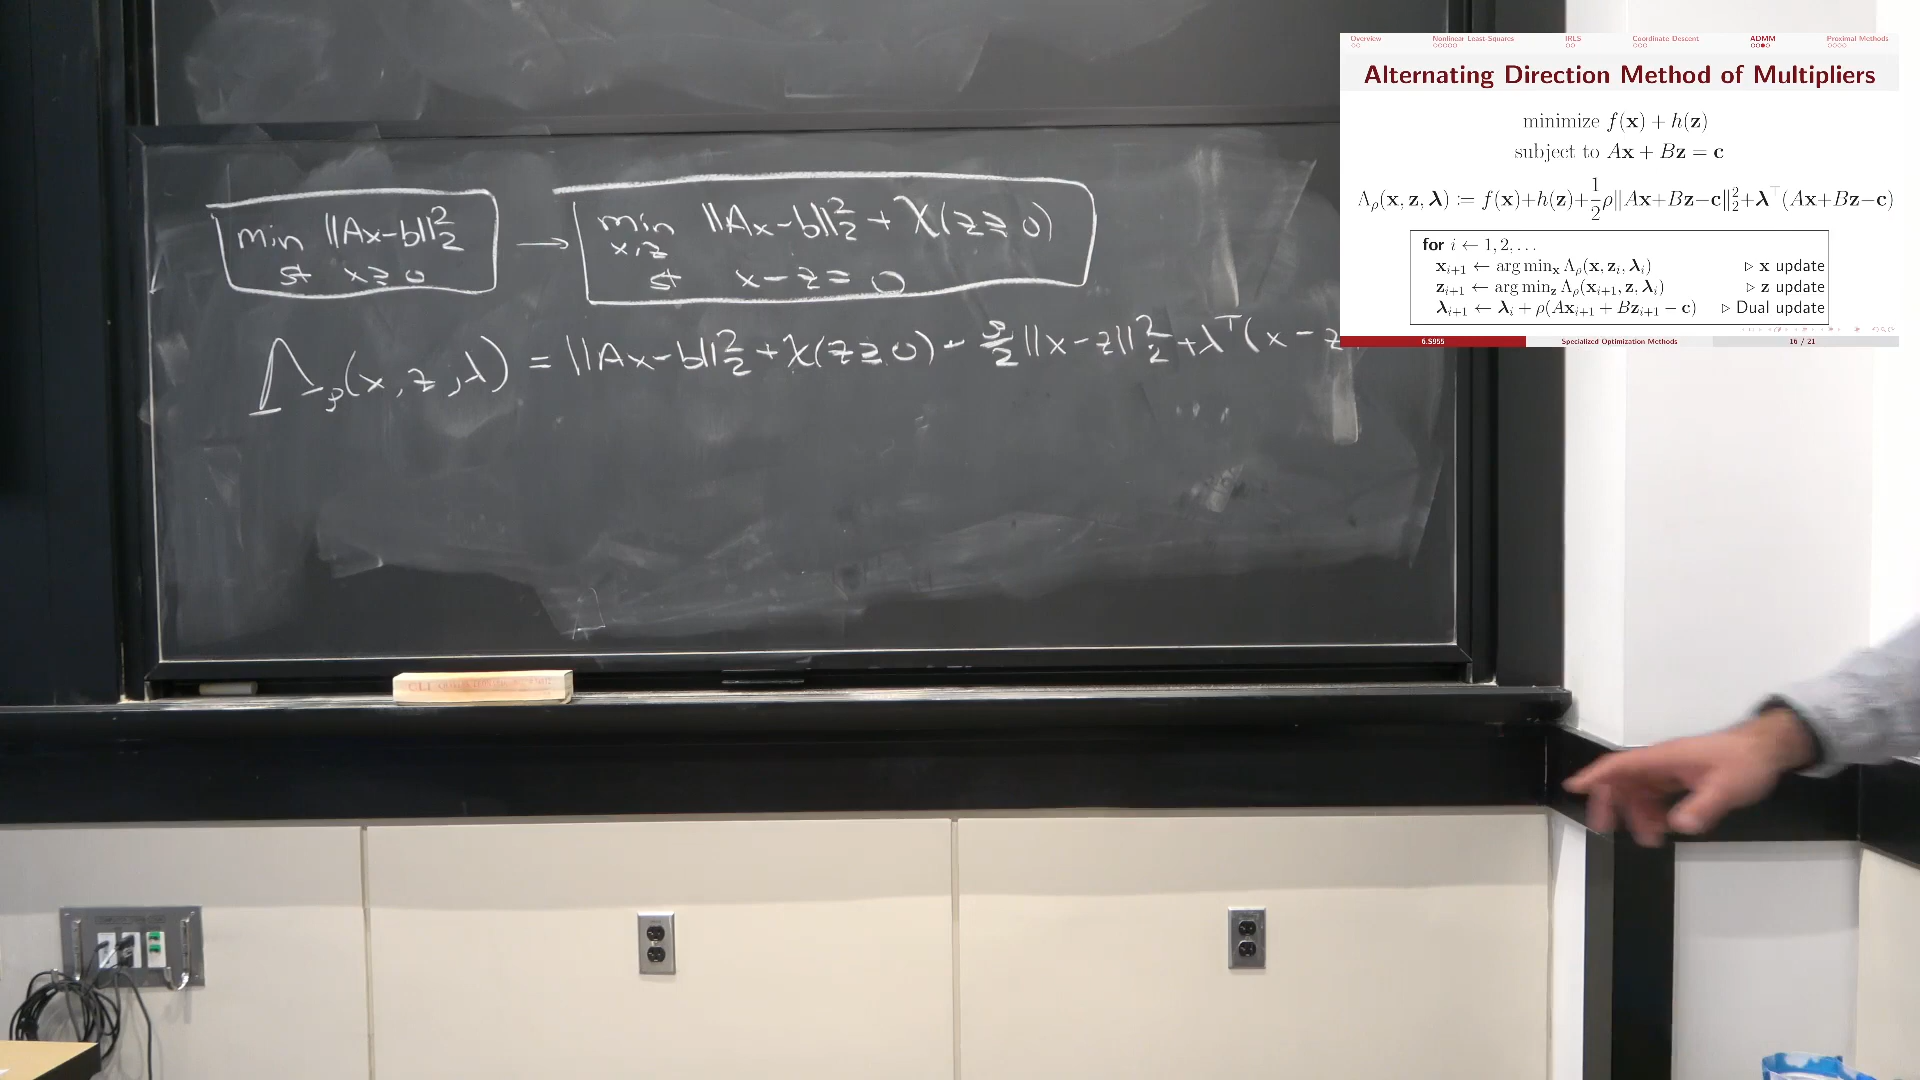 min ||Ax-b||₂²
st x ≥ 0
→
min ||Ax-b||₂² + χ(z ≥ 0)
x,z
st x - z = 0
Λρ(x, z, λ) = ||Ax-b||₂² + χ(z ≥ 0) + ρ/2 ||x-z||₂² + λᵀ(x - z
Overview Nonlinear Least-Squares IRLS Coordinate Descent ADMM Proximal Methods
Alternating Direction Method of Multipliers
minimize f(x) + h(z)
subject to Ax + Bz = c
Λρ(x, z, λ) := f(x)+h(z)+½ρ||Ax+Bz−c||₂²+λ⊤(Ax+Bz−c)
for i ← 1, 2, . . .
xᵢ₊₁ ← arg minₓ Λρ(x, zᵢ, λᵢ) ▷ x update
zᵢ₊₁ ← arg min_z Λρ(xᵢ₊₁, z, λᵢ) ▷ z update
λᵢ₊₁ ← λᵢ + ρ(Axᵢ₊₁ + Bzᵢ₊₁ − c) ▷ Dual update
6.S955 Specialized Optimization Methods 16 / 21